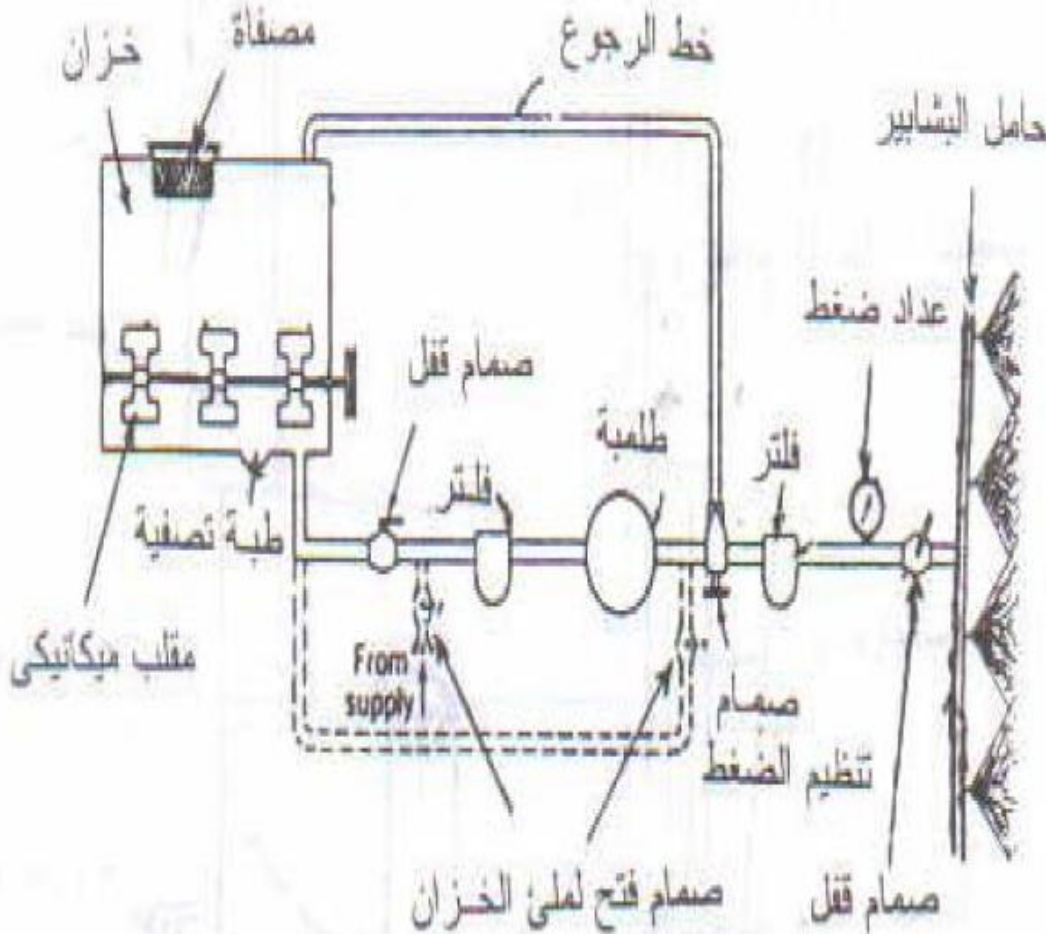 مصفاة
خزان
خط الرجوع
حامل البشابير
عداد ضغط
صمام قفل
طلمبة
فلتر
فلتر
طبة تصفية
مقلب ميكانيكى
From
supply
صمام
تنظيم الضغط
صمام فتح لملئ الخزان
صمام قفل